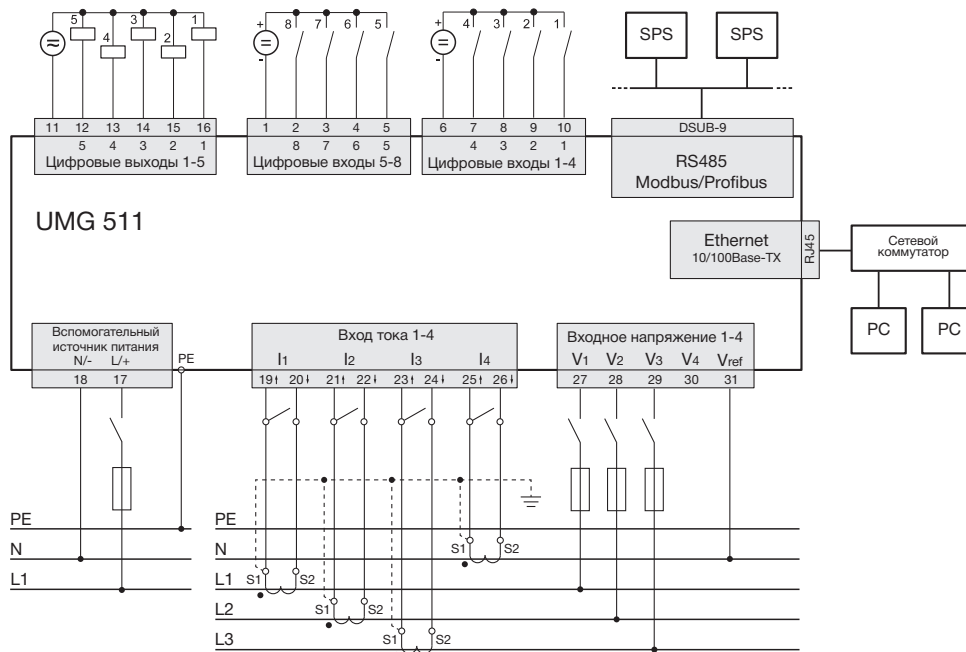 5 3 1
4 2
8 7 6 5
4 3 2 1
+ + 
- -
SPS SPS
11 12 13 14 15 16
1 2 3 4 5
6 7 8 9 10
DSUB-9
5 4 3 2 1
8 7 6 5
4 3 2 1
Цифровые выходы 1-5
Цифровые входы 5-8
Цифровые входы 1-4
RS485
Modbus/Profibus
UMG 511
Ethernet
10/100Base-TX
RJ45
Сетевой
коммутатор
PC PC
Вспомогательный
источник питания
N/- L/+
PE
18 17
Вход тока 1-4
I1 I2 I3 I4
19 20 21 22 23 24 25 26
Входное напряжение 1-4
V1 V2 V3 V4 Vref
27 28 29 30 31
PE
N
L1
PE
N
L1
L2
L3
S1 S2
S1 S2
S1 S2
S1 S2